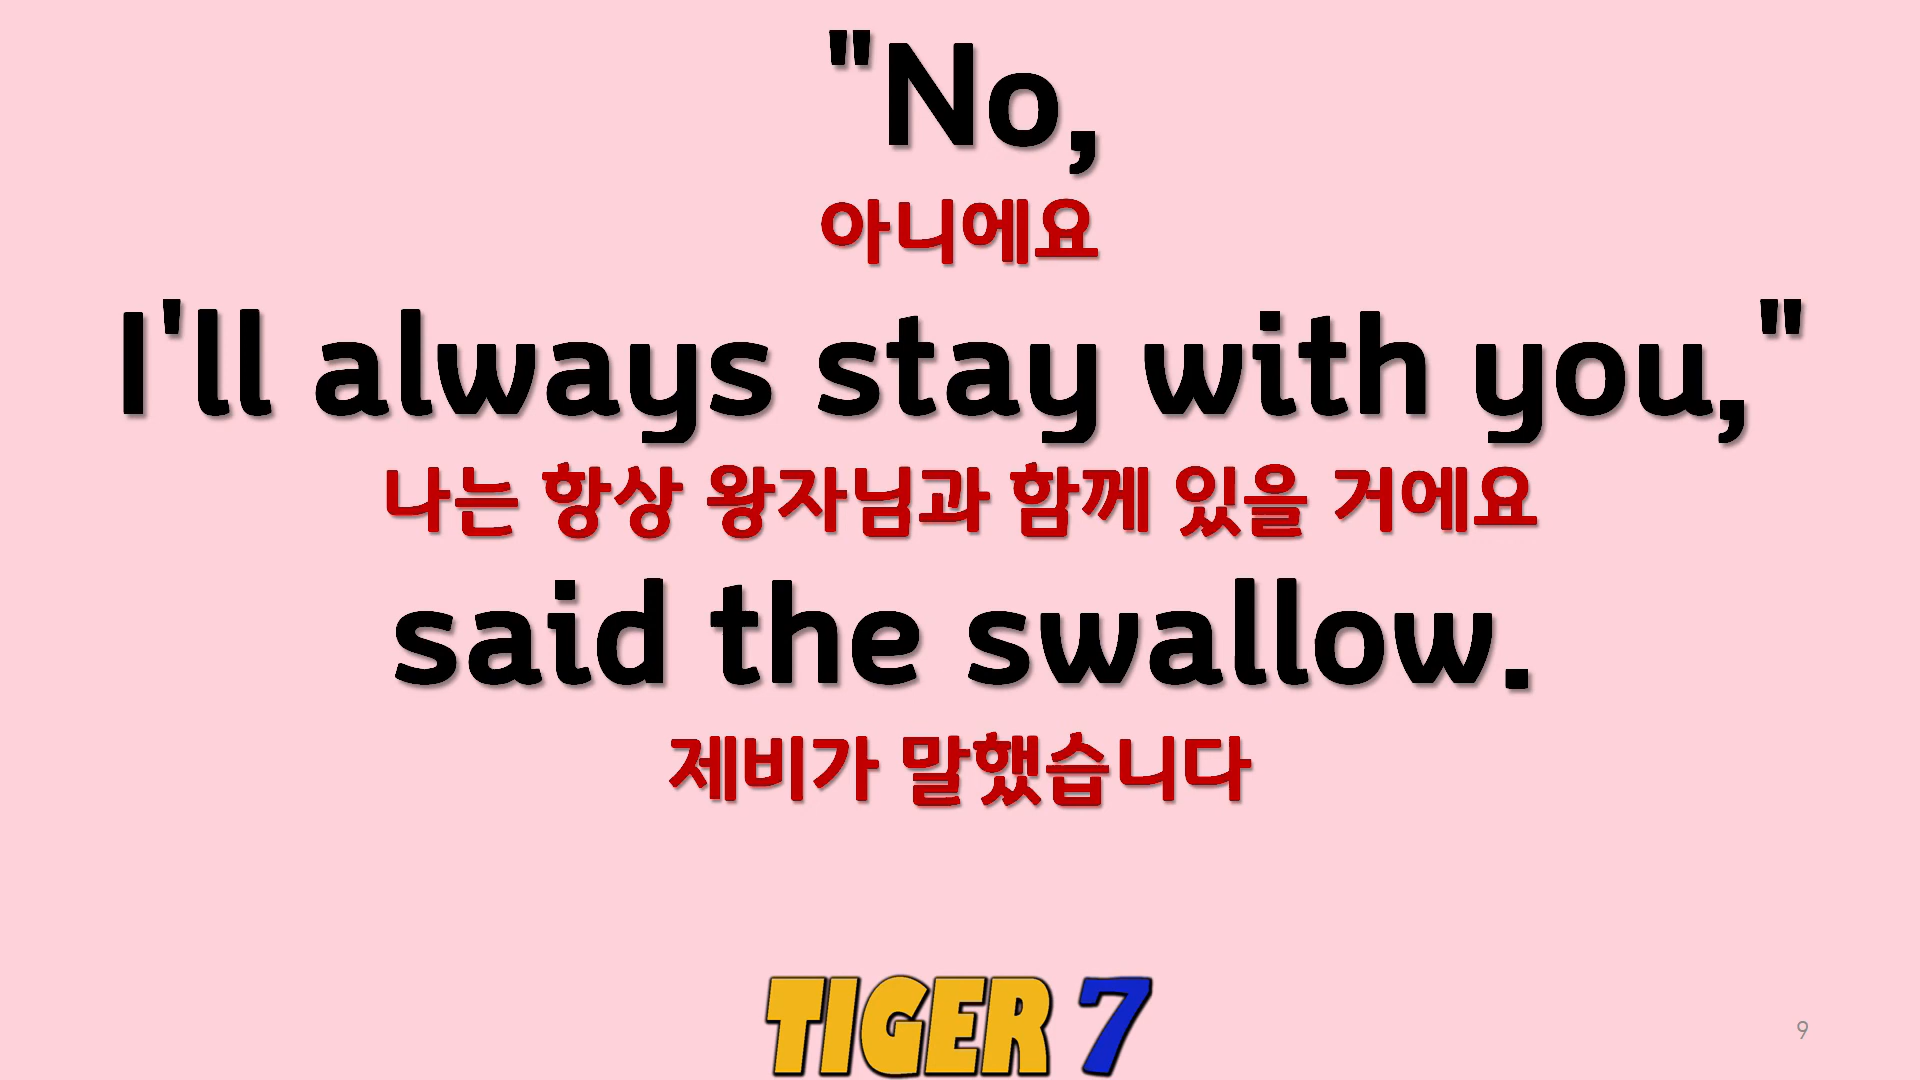 "No,
아니에요
I'll always stay with you,"
나는 항상 왕자님과 함께 있을 거에요
said the swallow.
제비가 말했습니다
TIGER 7
9